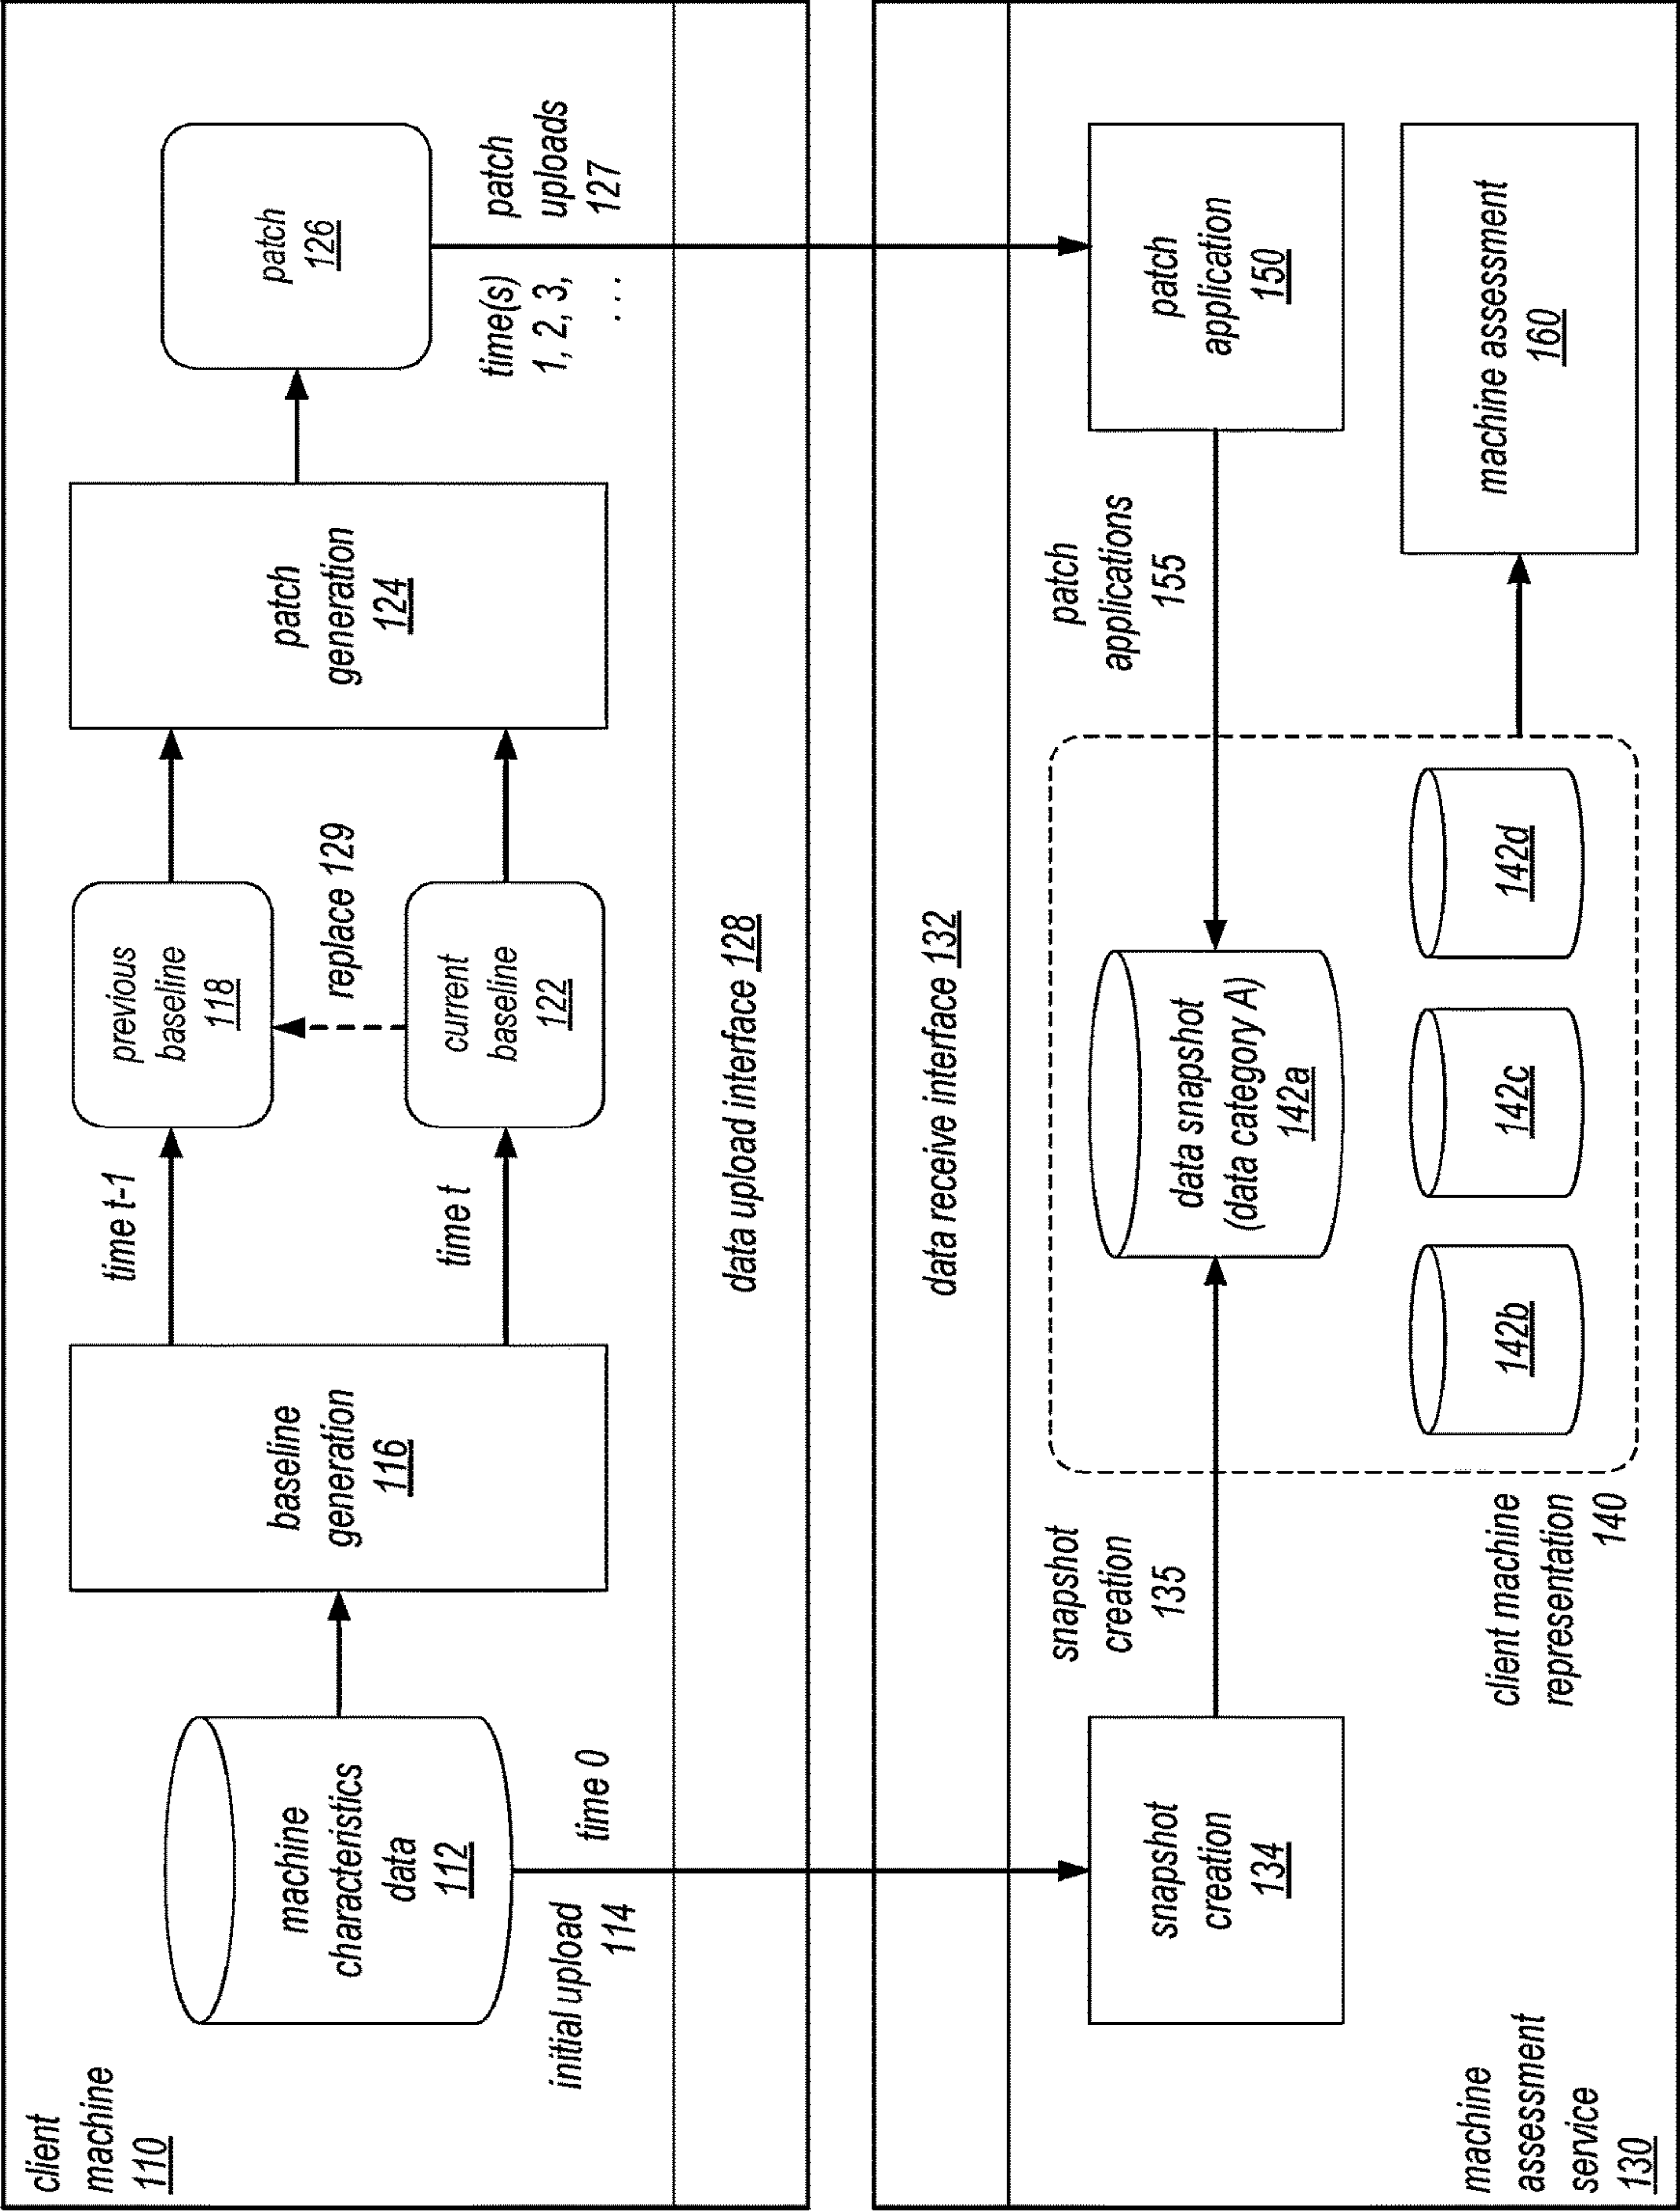 client
machine
110
machine
characteristics
data
112
initial upload
114
time 0
baseline
generation
116
time t-1
time t
previous
baseline
118
replace 129
current
baseline
122
patch
generation
124
patch
126
time(s)
1, 2, 3,
. . .
patch
uploads
127
data upload interface 128
data receive interface 132
snapshot
creation
134
snapshot
creation
135
data snapshot
(data category A)
142a
142b
142c
142d
client machine
representation
140
patch
applications
155
patch
application
150
machine assessment
160
machine
assessment
service
130